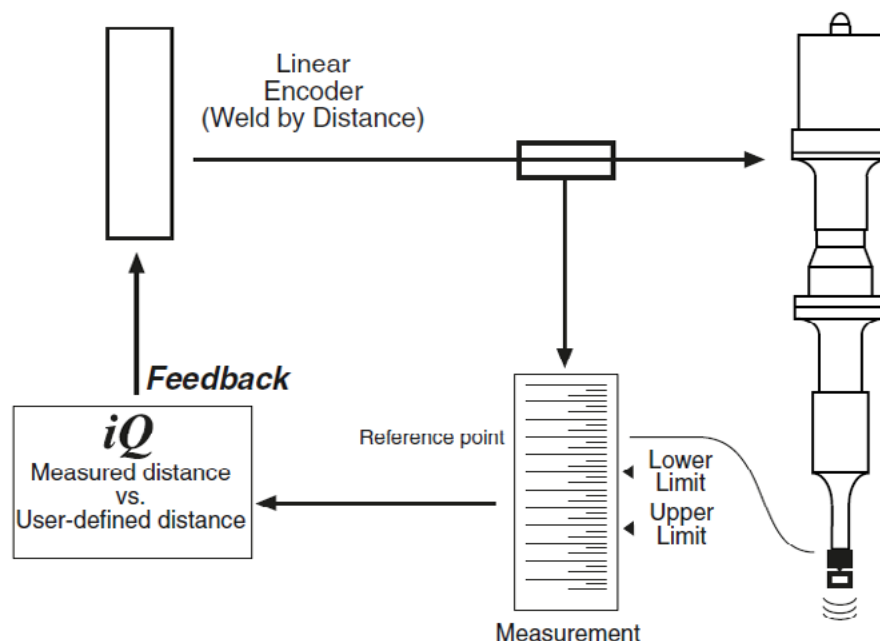 Linear
Encoder
(Weld by Distance)
Feedback
iQ
Measured distance
vs.
User-defined distance
Reference point
Lower
Limit
Upper
Limit
Measurement